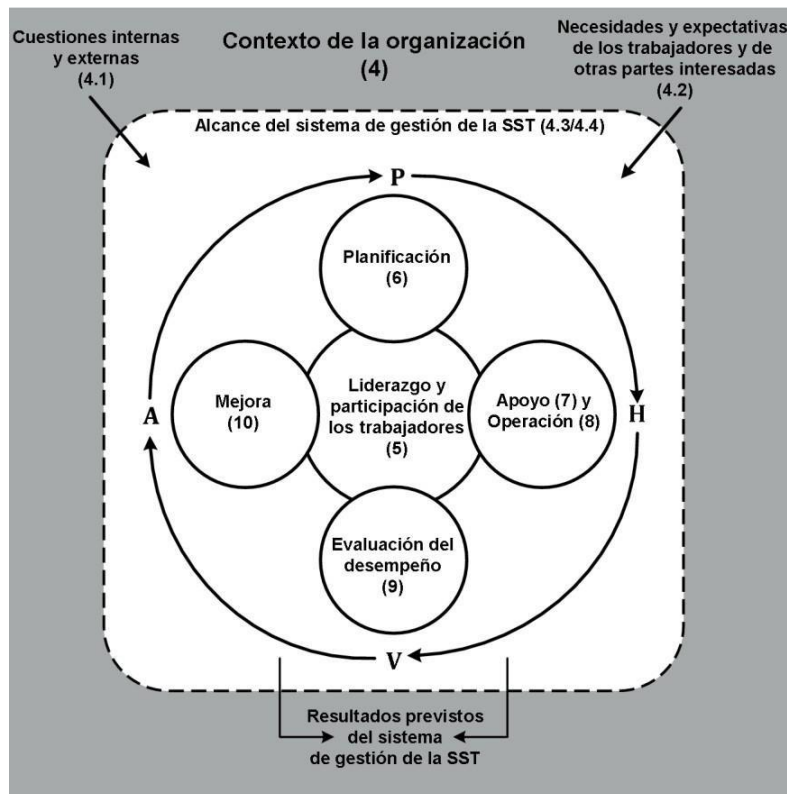 Cuestiones internas
y externas
(4.1)
Contexto de la organización
(4)
Necesidades y expectativas
de los trabajadores y de
otras partes interesadas
(4.2)
Alcance del sistema de gestión de la SST (4.3/4.4)
P
Planificación
(6)
A
Mejora
(10)
Liderazgo y
participación de
los trabajadores
(5)
Apoyo (7) y
Operación (8)
H
Evaluación del
desempeño
(9)
V
Resultados previstos
del sistema
de gestión de la SST